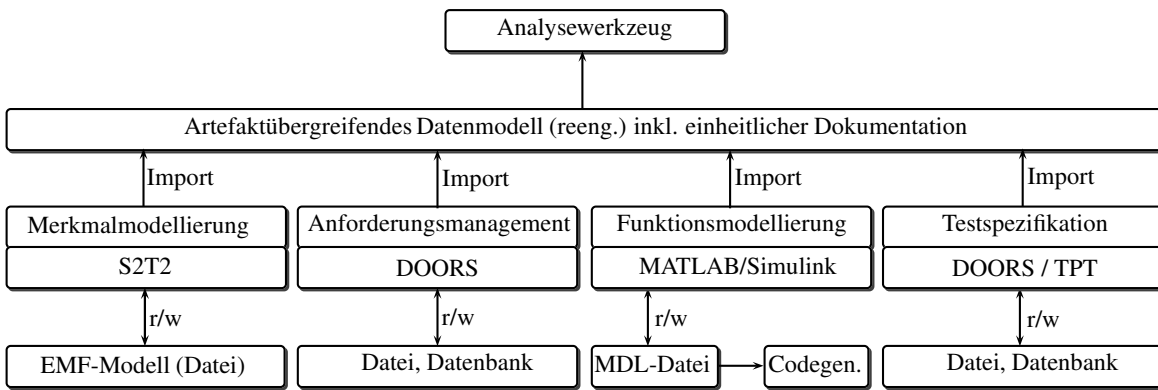 Analysewerkzeug
Artefaktübergreifendes Datenmodell (reeng.) inkl. einheitlicher Dokumentation
Import Import Import Import
Merkmalmodellierung Anforderungsmanagement Funktionsmodellierung Testspezifikation
S2T2 DOORS MATLAB/Simulink DOORS / TPT
r/w r/w r/w r/w
EMF-Modell (Datei) Datei, Datenbank MDL-Datei Codegen. Datei, Datenbank